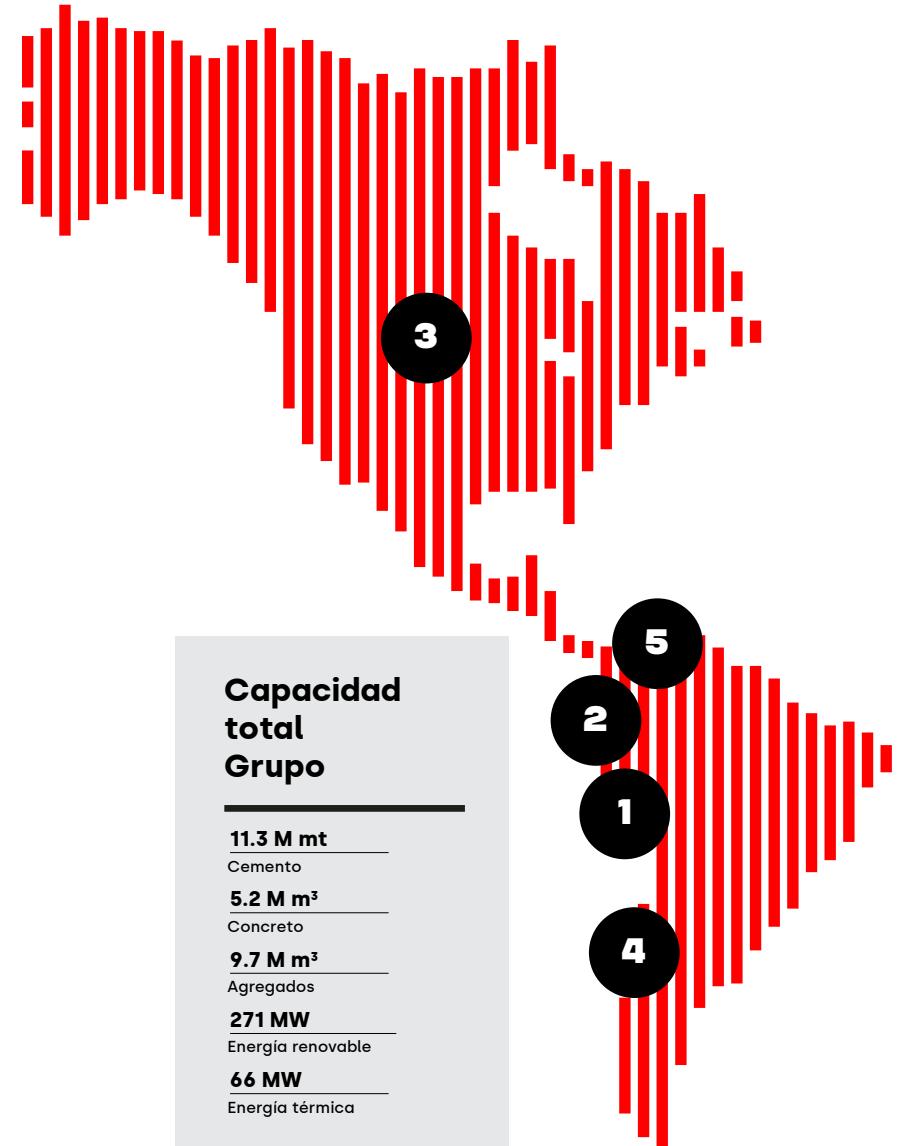 3
5
2
1
4
Capacidad
total
Grupo
11.3 M mt
Cemento
5.2 M m³
Concreto
9.7 M m³
Agregados
271 MW
Energía renovable
66 MW
Energía térmica